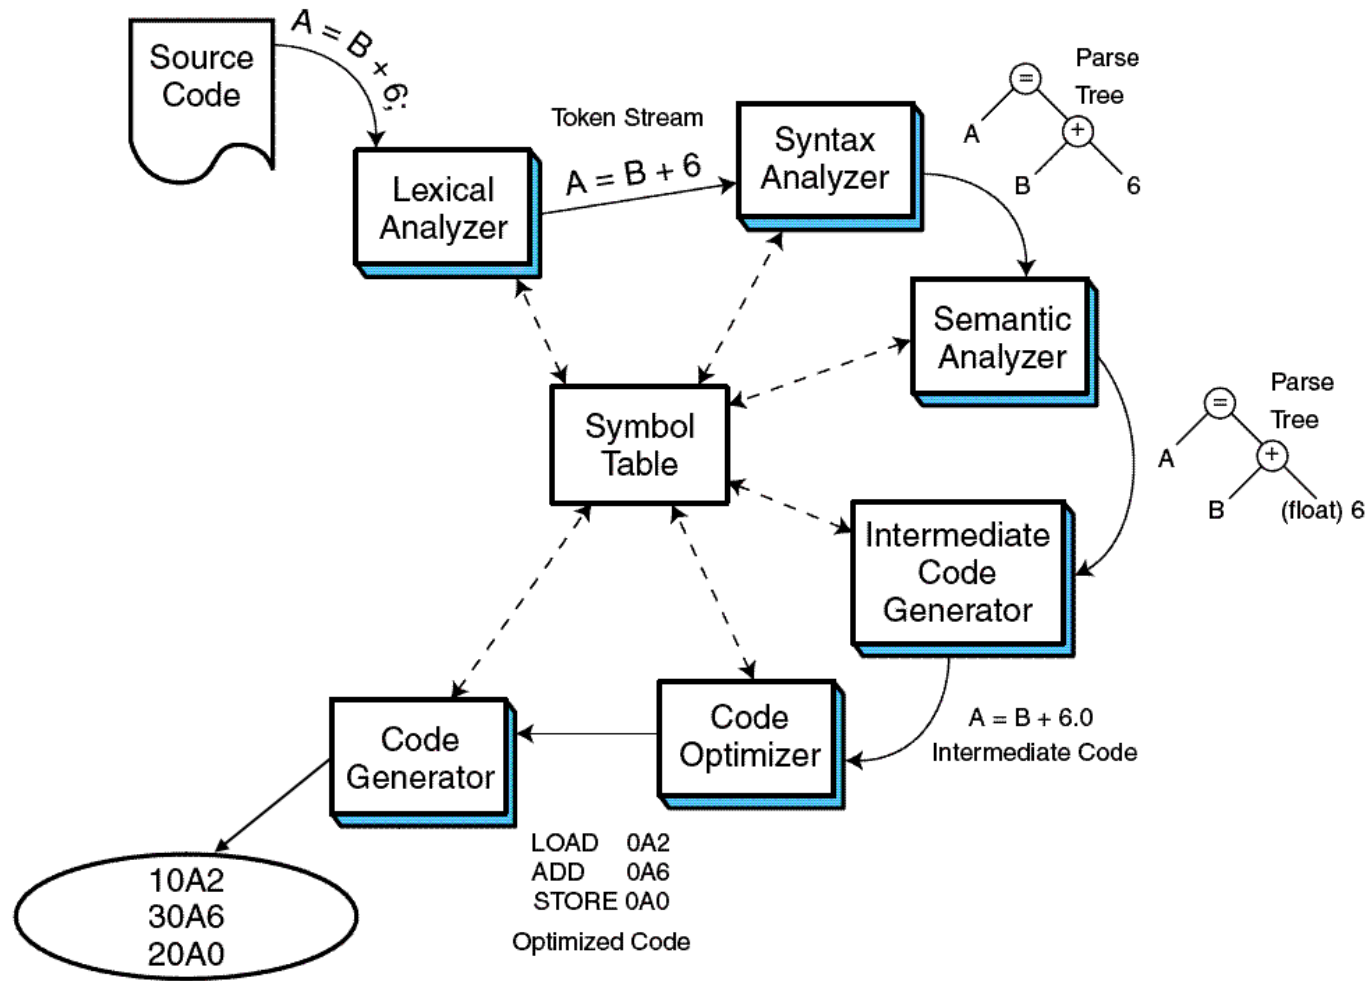 Source
Code
A = B + 6;
Lexical
Analyzer
Token Stream
A = B + 6
Syntax
Analyzer
Parse
Tree
=
A
+
B
6
Semantic
Analyzer
Parse
Tree
=
A
+
B
(float) 6
Symbol
Table
Intermediate
Code
Generator
A = B + 6.0
Intermediate Code
Code
Optimizer
LOAD 0A2
ADD 0A6
STORE 0A0
Optimized Code
Code
Generator
10A2
30A6
20A0